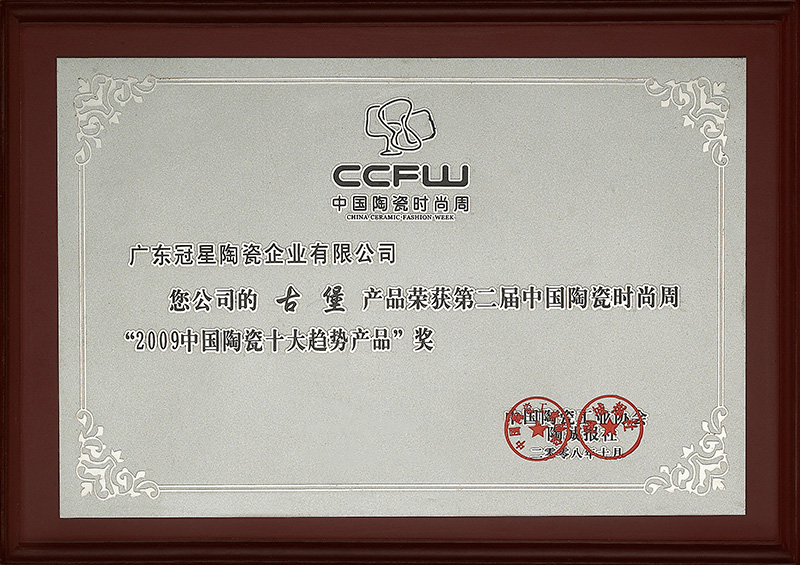 CCFW
中国陶瓷时尚周
CHINA·CERAMIC·FASHION WEEK
广东冠星陶瓷企业有限公司
您公司的 古堡 产品荣获第二届中国陶瓷时尚周
“2009中国陶瓷十大趋势产品”奖
中国陶瓷工业协会
陶城报社
二零零八年十月